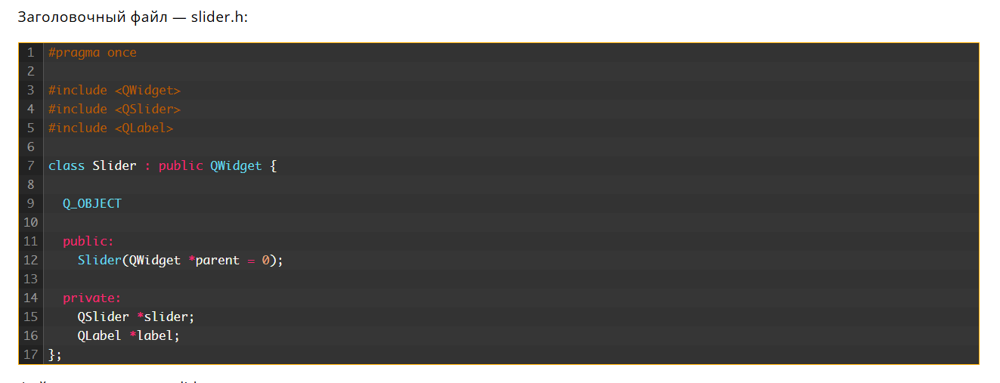 Заголовочный файл — slider.h:
1 #pragma once
2
3 #include <QWidget>
4 #include <QSlider>
5 #include <QLabel>
6
7 class Slider : public QWidget {
8
9 Q_OBJECT
10
11 public:
12 Slider(QWidget *parent = 0);
13
14 private:
15 QSlider *slider;
16 QLabel *label;
17 };